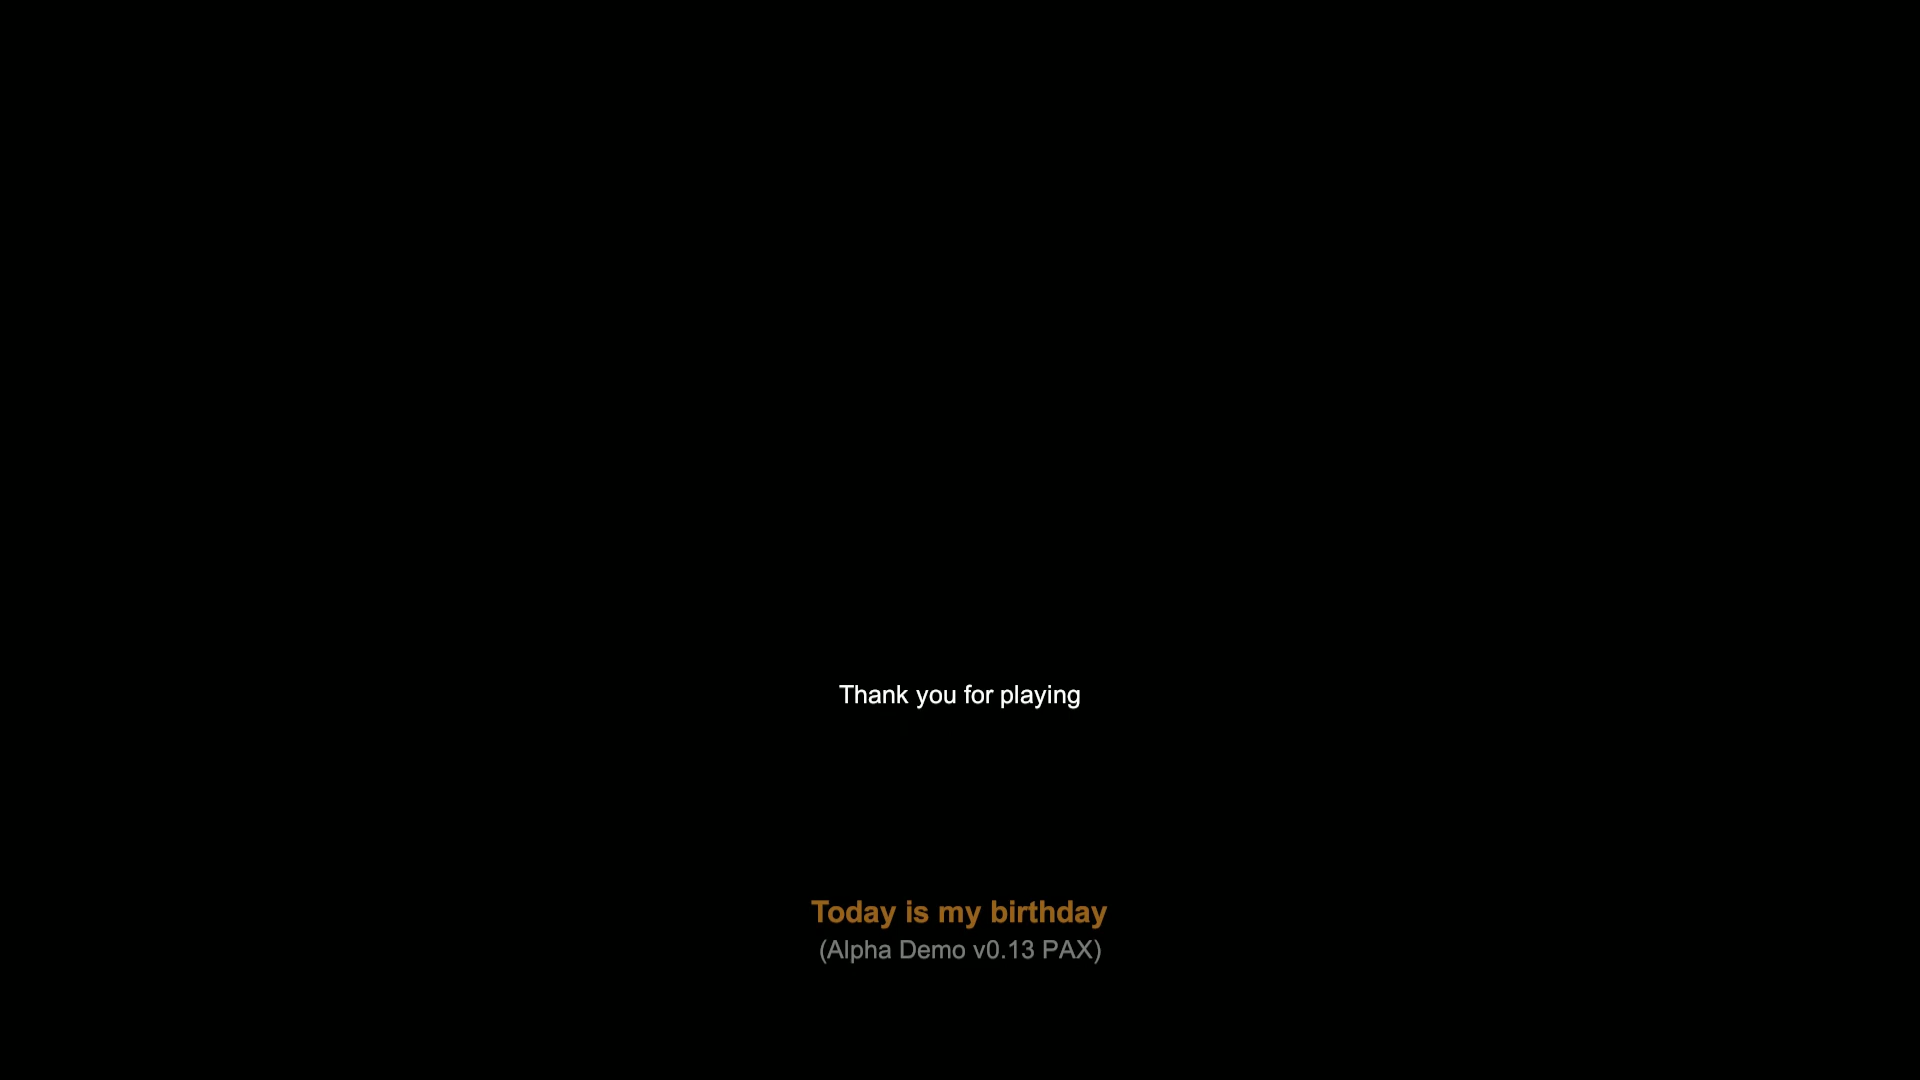 Thank you for playing
Today is my birthday
(Alpha Demo v0.13 PAX)